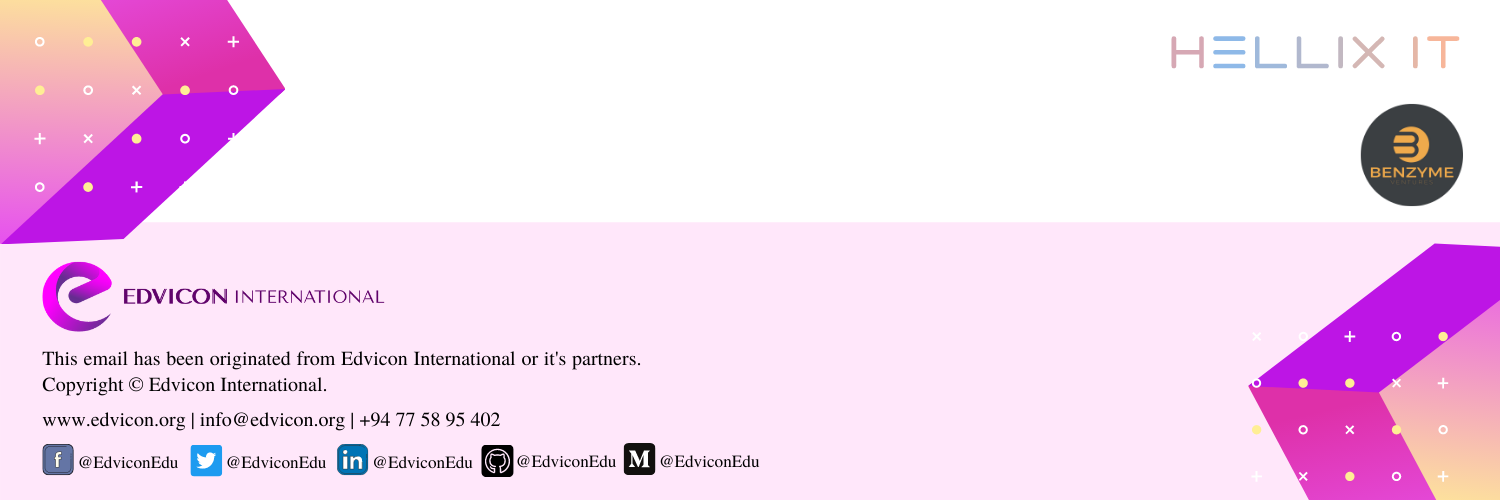 HELLIX IT
BENZYME
VENTURES
EDVICON INTERNATIONAL
This email has been originated from Edvicon International or it's partners.
Copyright © Edvicon International.
www.edvicon.org | info@edvicon.org | +94 77 58 95 402
@EdviconEdu @EdviconEdu @EdviconEdu @EdviconEdu @EdviconEdu